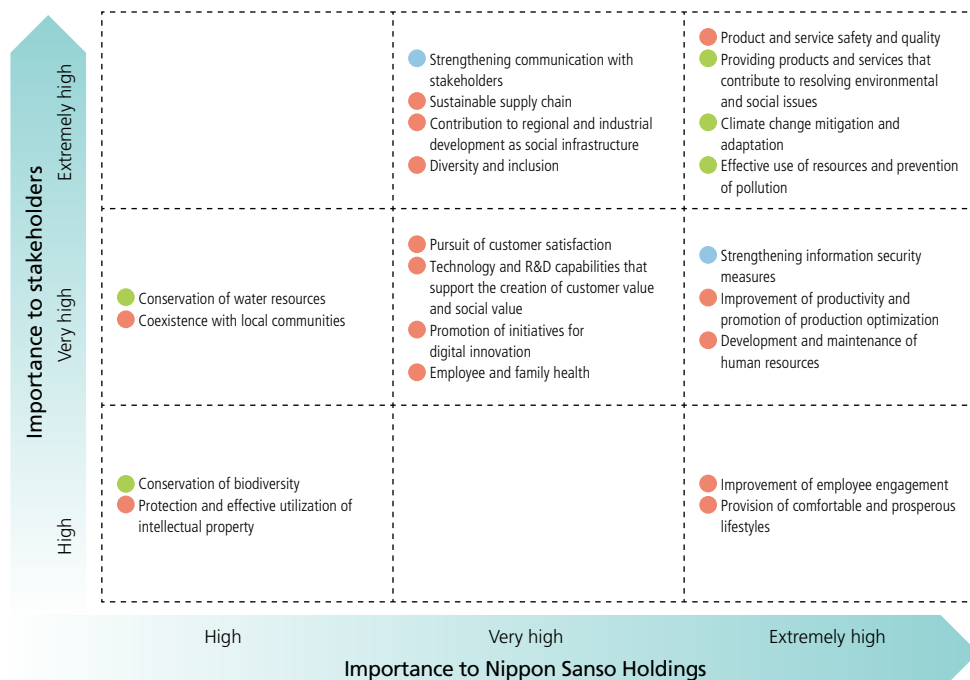 Importance to stakeholders
Extremely high
Very high
High
Strengthening communication with
stakeholders
Sustainable supply chain
Contribution to regional and industrial
development as social infrastructure
Diversity and inclusion
Product and service safety and quality
Providing products and services that
contribute to resolving environmental
and social issues
Climate change mitigation and
adaptation
Effective use of resources and prevention
of pollution
Conservation of water resources
Coexistence with local communities
Pursuit of customer satisfaction
Technology and R&D capabilities that
support the creation of customer value
and social value
Promotion of initiatives for
digital innovation
Employee and family health
Strengthening information security
measures
Improvement of productivity and
promotion of production optimization
Development and maintenance of
human resources
Conservation of biodiversity
Protection and effective utilization of
intellectual property
Improvement of employee engagement
Provision of comfortable and prosperous
lifestyles
High
Very high
Extremely high
Importance to Nippon Sanso Holdings